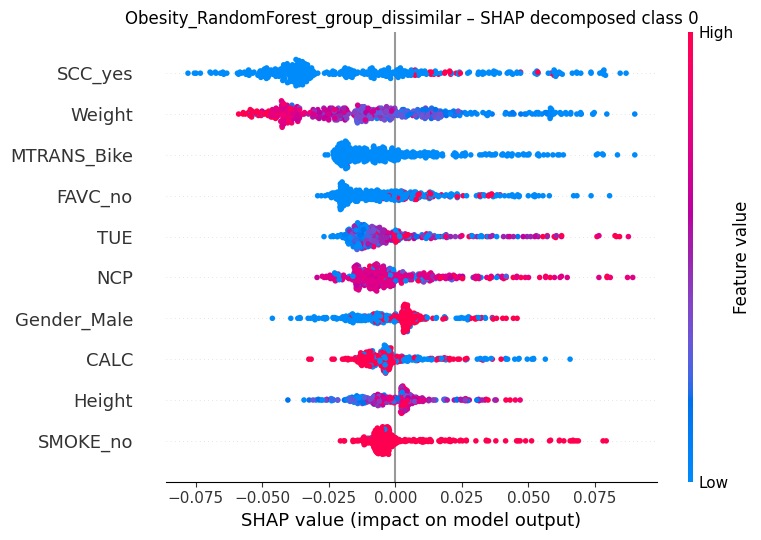 Obesity_RandomForest_group_dissimilar – SHAP decomposed class 0
High
SCC_yes
Weight
MTRANS_Bike
FAVC_no
TUE
NCP
Gender_Male
CALC
Height
SMOKE_no
Feature value
Low
−0.075 −0.050 −0.025 0.000 0.025 0.050 0.075
SHAP value (impact on model output)